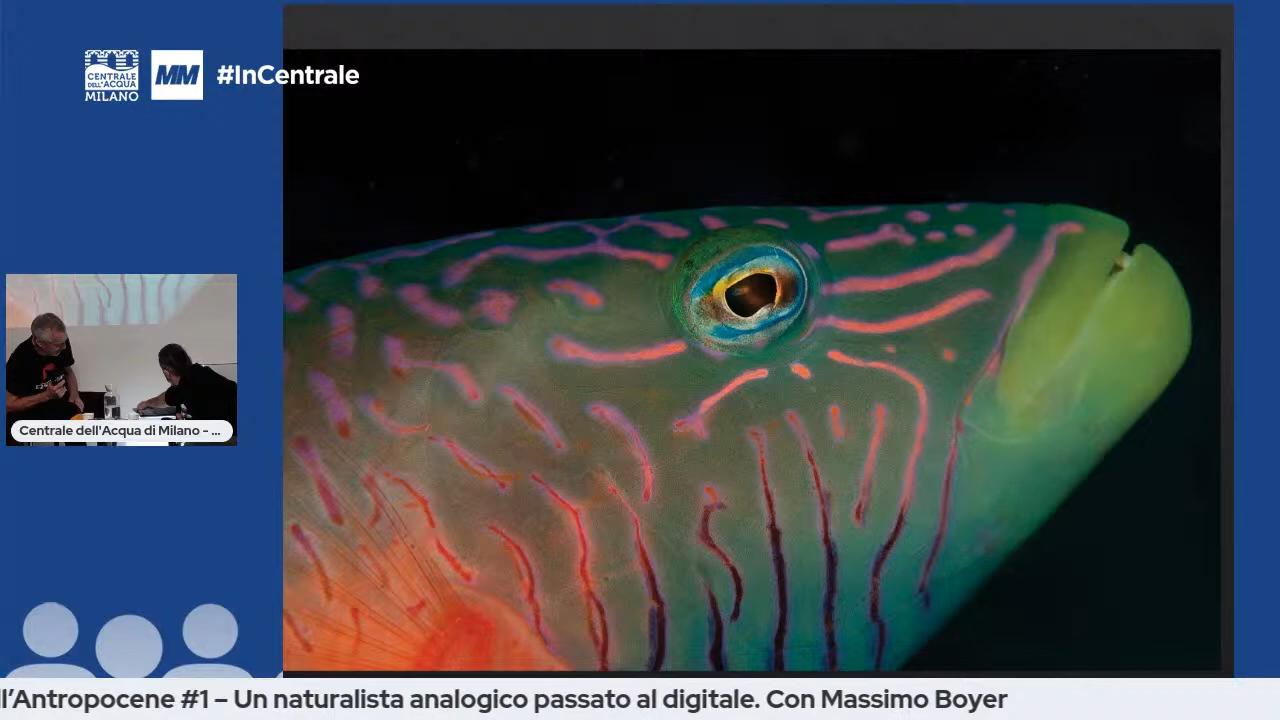 CENTRALE
DELL'ACQUA
MILANO
MM
#InCentrale
Centrale dell'Acqua di Milano - ...
ll'Antropocene #1 – Un naturalista analogico passato al digitale. Con Massimo Boyer